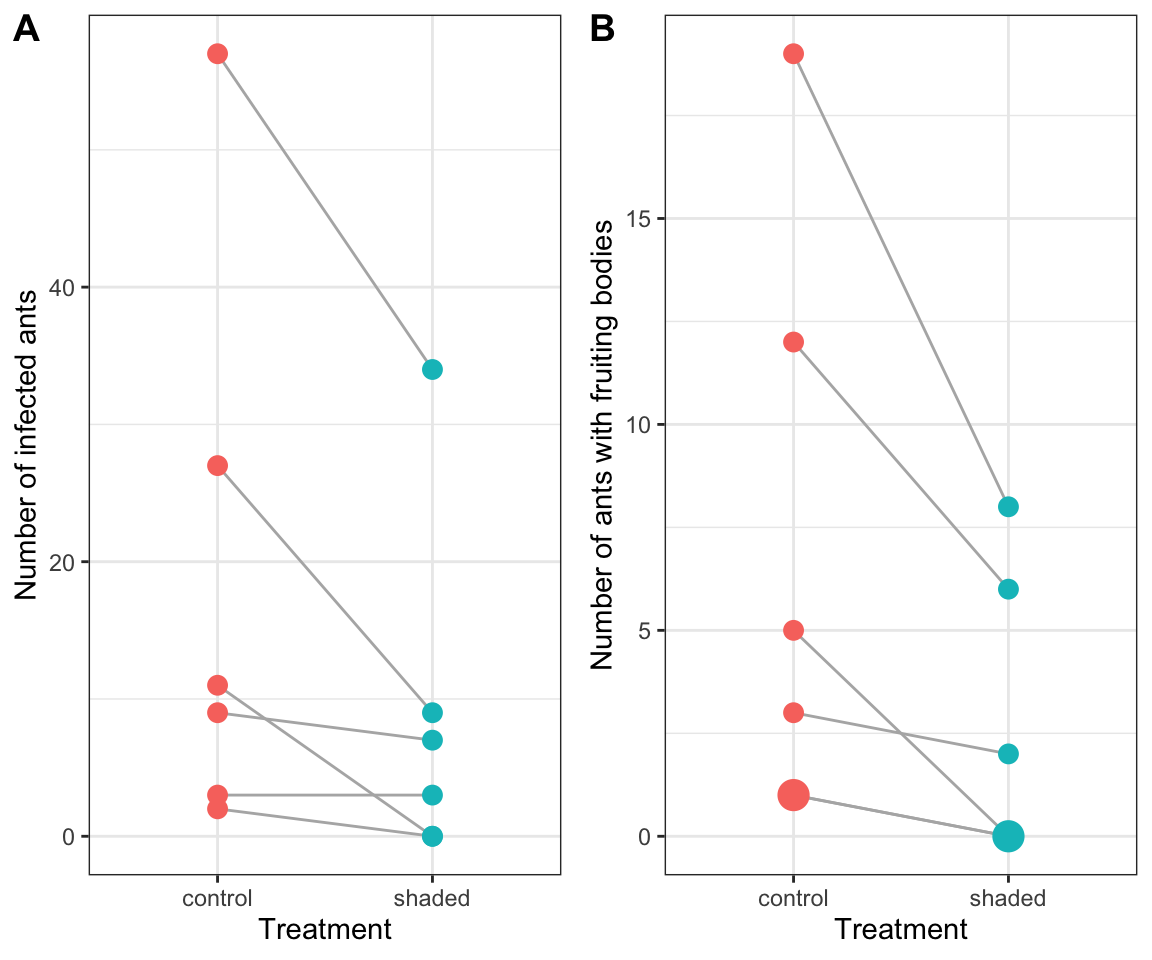 A
Number of infected ants
40
20
0
control
shaded
Treatment
B
Number of ants with fruiting bodies
15
10
5
0
control
shaded
Treatment